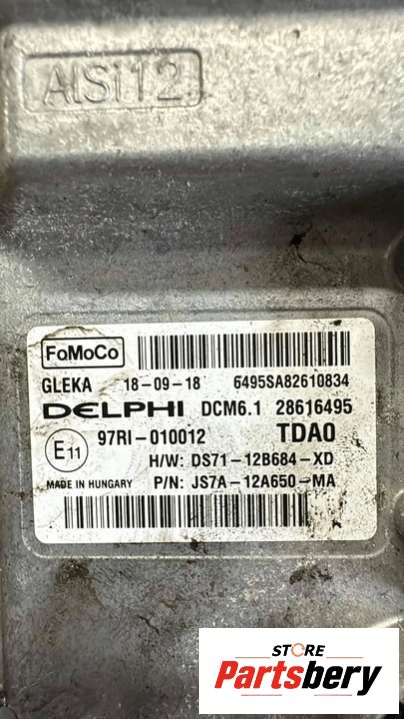 AlSi12
FoMoCo
GLEKA 18-09-18 6495SA82610834
DELPHI DCM6.1 28616495
E11 97RI-010012 TDA0
H/W: DS71-12B684-XD
MADE IN HUNGARY P/N: JS7A-12A650-MA
STORE
Partsbery